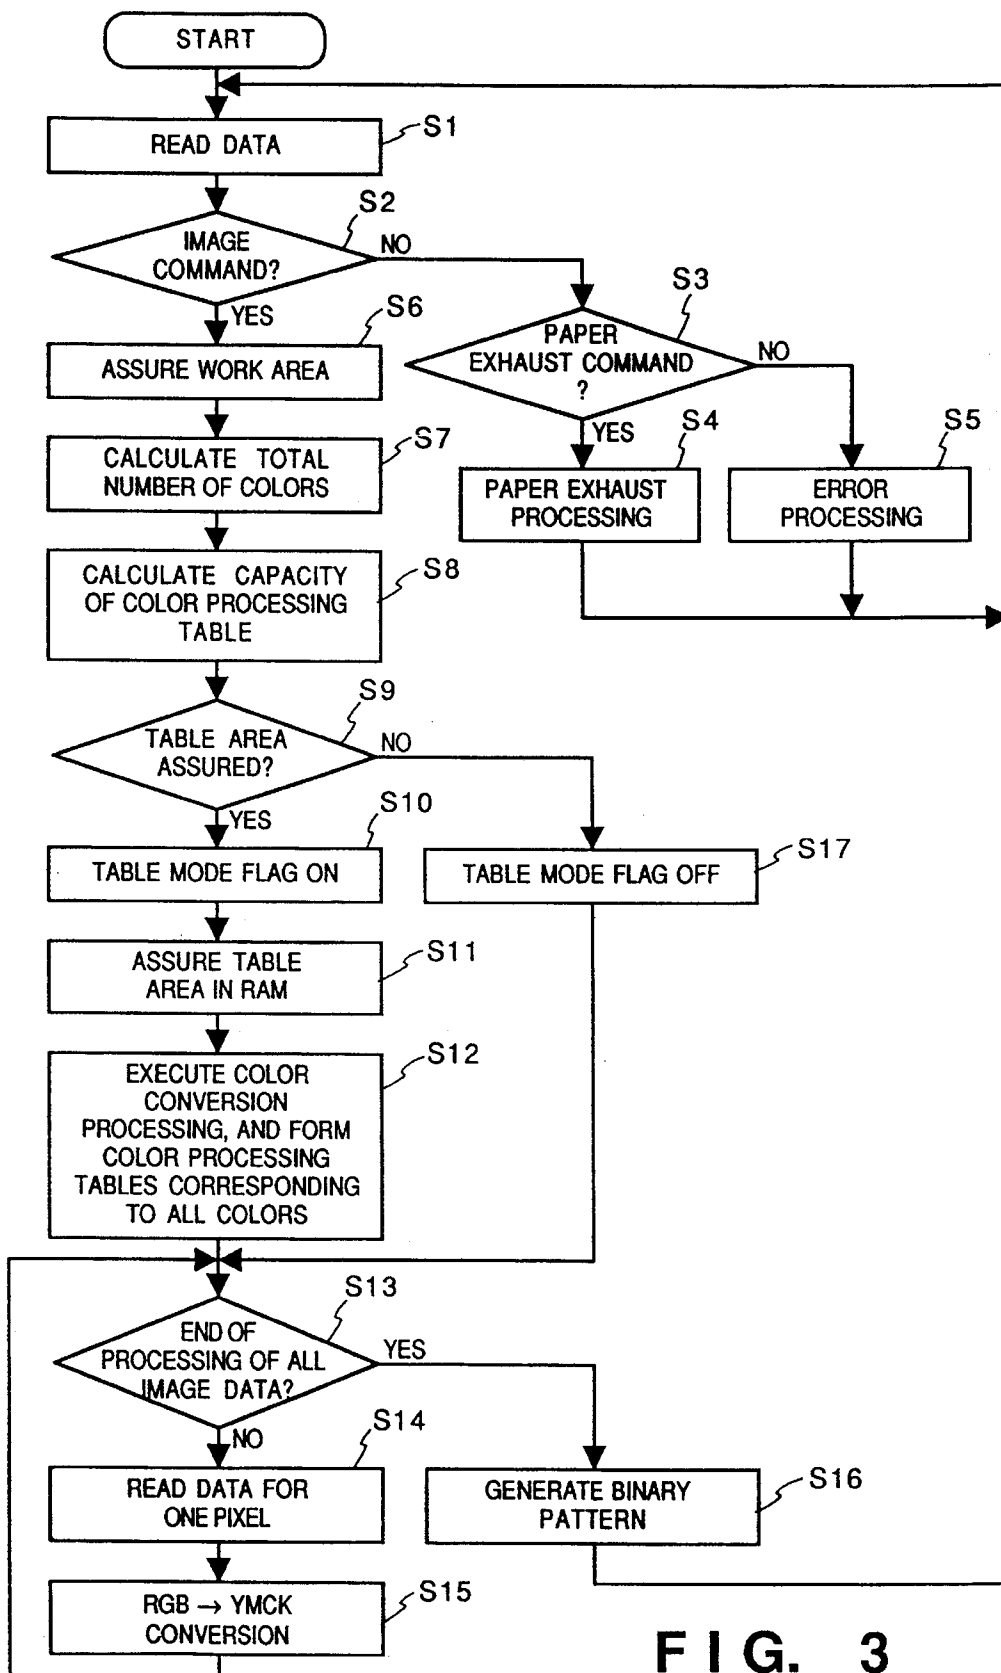 START
READ DATA
S1
IMAGE
COMMAND?
S2
NO
YES
PAPER
EXHAUST COMMAND
?
S3
NO
YES
PAPER EXHAUST
PROCESSING
S4
ERROR
PROCESSING
S5
ASSURE WORK AREA
S6
CALCULATE TOTAL
NUMBER OF COLORS
S7
CALCULATE CAPACITY
OF COLOR PROCESSING
TABLE
S8
TABLE AREA
ASSURED?
S9
NO
YES
TABLE MODE FLAG ON
S10
TABLE MODE FLAG OFF
S17
ASSURE TABLE
AREA IN RAM
S11
EXECUTE COLOR
CONVERSION
PROCESSING, AND FORM
COLOR PROCESSING
TABLES CORRESPONDING
TO ALL COLORS
S12
END OF
PROCESSING OF ALL
IMAGE DATA?
S13
YES
NO
READ DATA FOR
ONE PIXEL
S14
GENERATE BINARY
PATTERN
S16
RGB → YMCK
CONVERSION
S15
FIG. 3